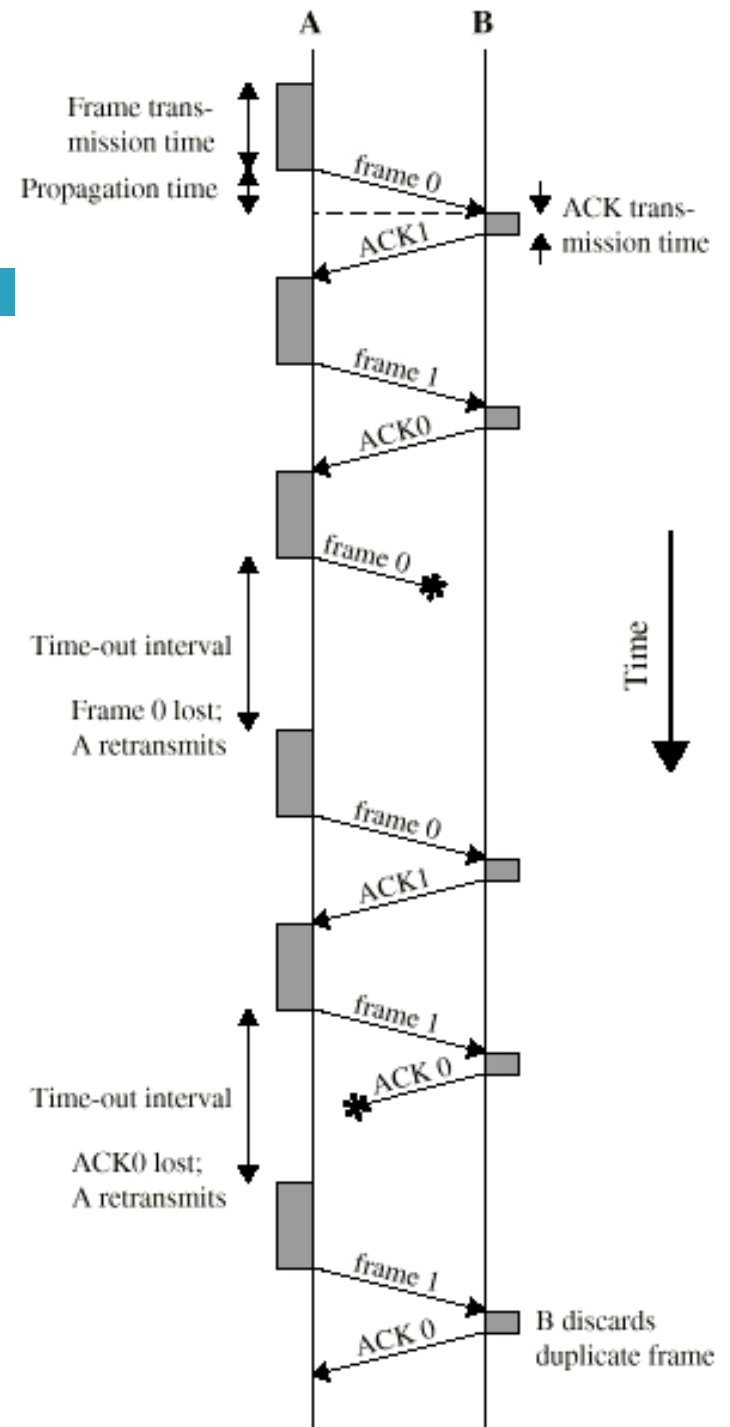 A
B
Frame trans-
mission time
Propagation time
frame 0
ACK trans-
mission time
ACK1
frame 1
ACK0
frame 0
Time-out interval
Time
Frame 0 lost;
A retransmits
frame 0
ACK1
frame 1
ACK 0
Time-out interval
ACK0 lost;
A retransmits
frame 1
B discards
duplicate frame
ACK 0